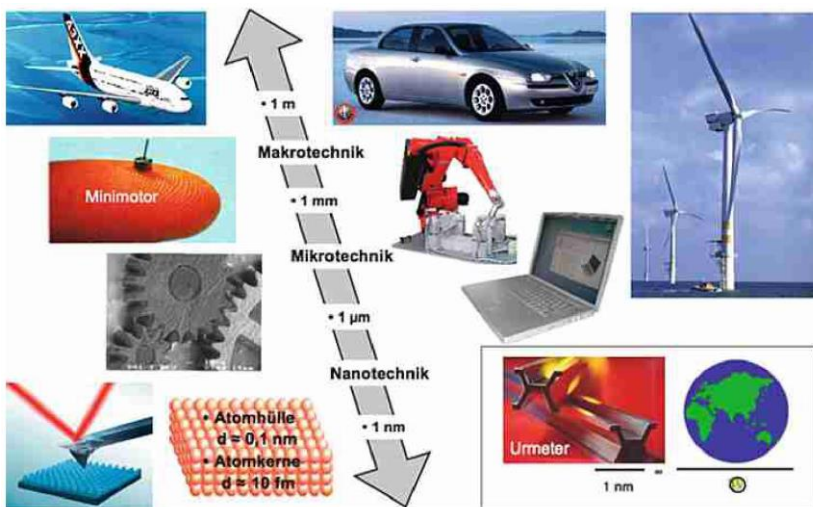 • 1 m
Makrotechnik
Minimotor
• 1 mm
Mikrotechnik
• 1 µm
Nanotechnik
• Atomhülle
d ≈ 0,1 nm
• Atomkerne
d ≈ 10 fm
• 1 nm
Urmeter
1 nm